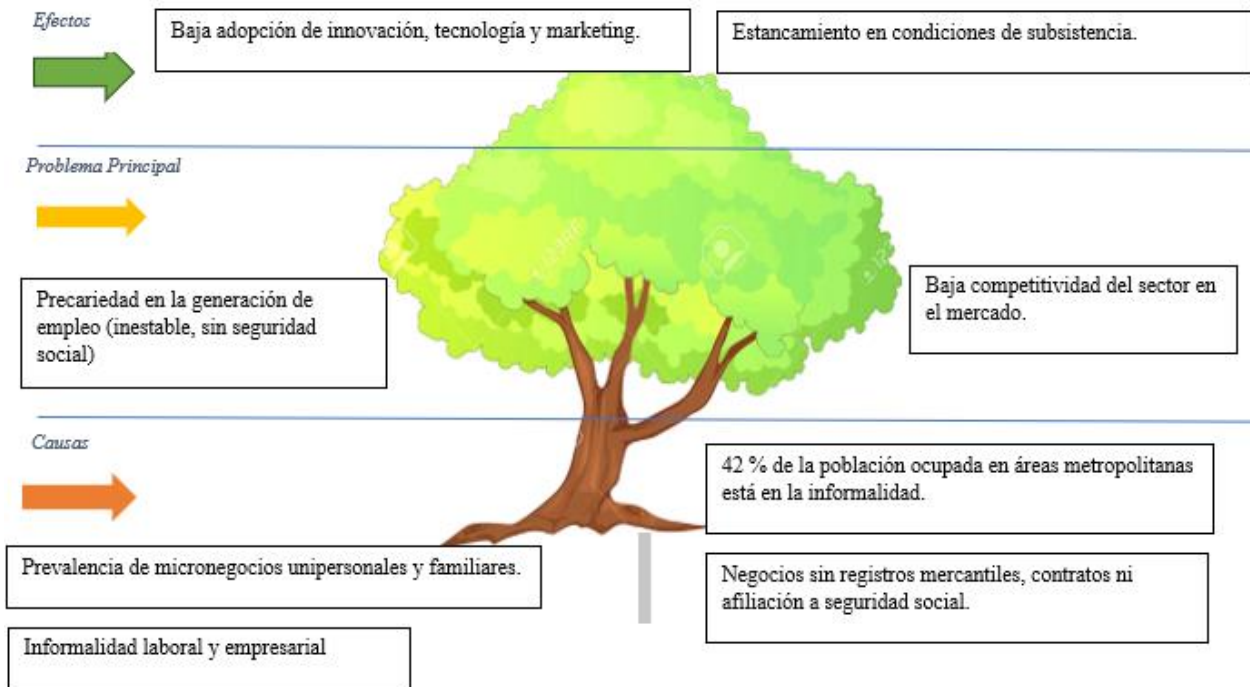 Efectos
Baja adopción de innovación, tecnología y marketing.
Estancamiento en condiciones de subsistencia.
Problema Principal
Precariedad en la generación de
empleo (inestable, sin seguridad
social)
Baja competitividad del sector en
el mercado.
Causas
42 % de la población ocupada en áreas metropolitanas
está en la informalidad.
Prevalencia de micronegocios unipersonales y familiares.
Negocios sin registros mercantiles, contratos ni
afiliación a seguridad social.
Informalidad laboral y empresarial